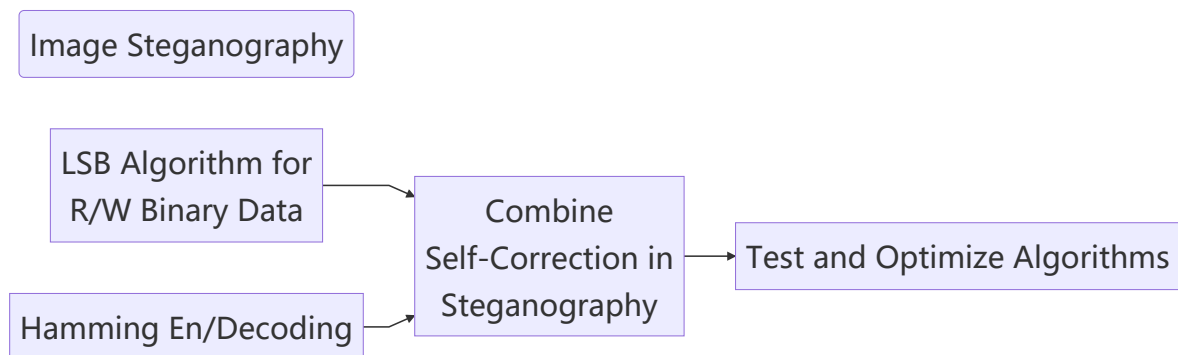 Image Steganography
LSB Algorithm for
R/W Binary Data
Hamming En/Decoding
Combine
Self-Correction in
Steganography
Test and Optimize Algorithms